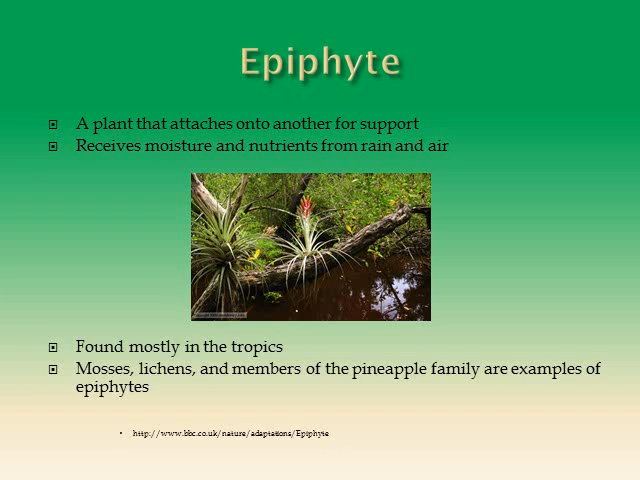 Epiphyte
A plant that attaches onto another for support
Receives moisture and nutrients from rain and air
Found mostly in the tropics
Mosses, lichens, and members of the pineapple family are examples of
epiphytes
http://www.bbc.co.uk/nature/adaptations/Epiphyte